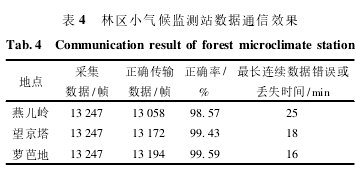 表4 林区小气候监测站数据通信效果
Tab. 4 Communication result of forest microclimate station
地点 采集数据/帧 正确传输数据/帧 正确率/% 最长连续数据错误或丢失时间/min
燕儿岭 13 247 13 058 98.57 25
望京塔 13 247 13 172 99.43 18
萝芭地 13 247 13 194 99.59 16